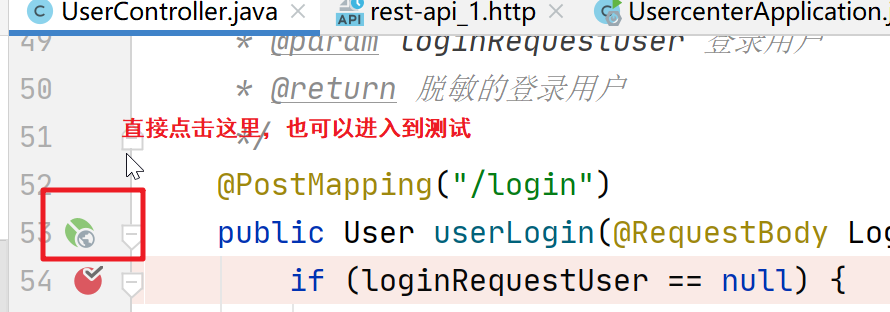 UserController.java × rest-api_1.http × UsercenterApplication.j
49 * @param loginRequestUser 登录用户
50 * @return 脱敏的登录用户
直接点击这里，也可以进入到测试
51 */
52 @PostMapping("/login")
53 public User userLogin(@RequestBody Log
54 if (loginRequestUser == null) {